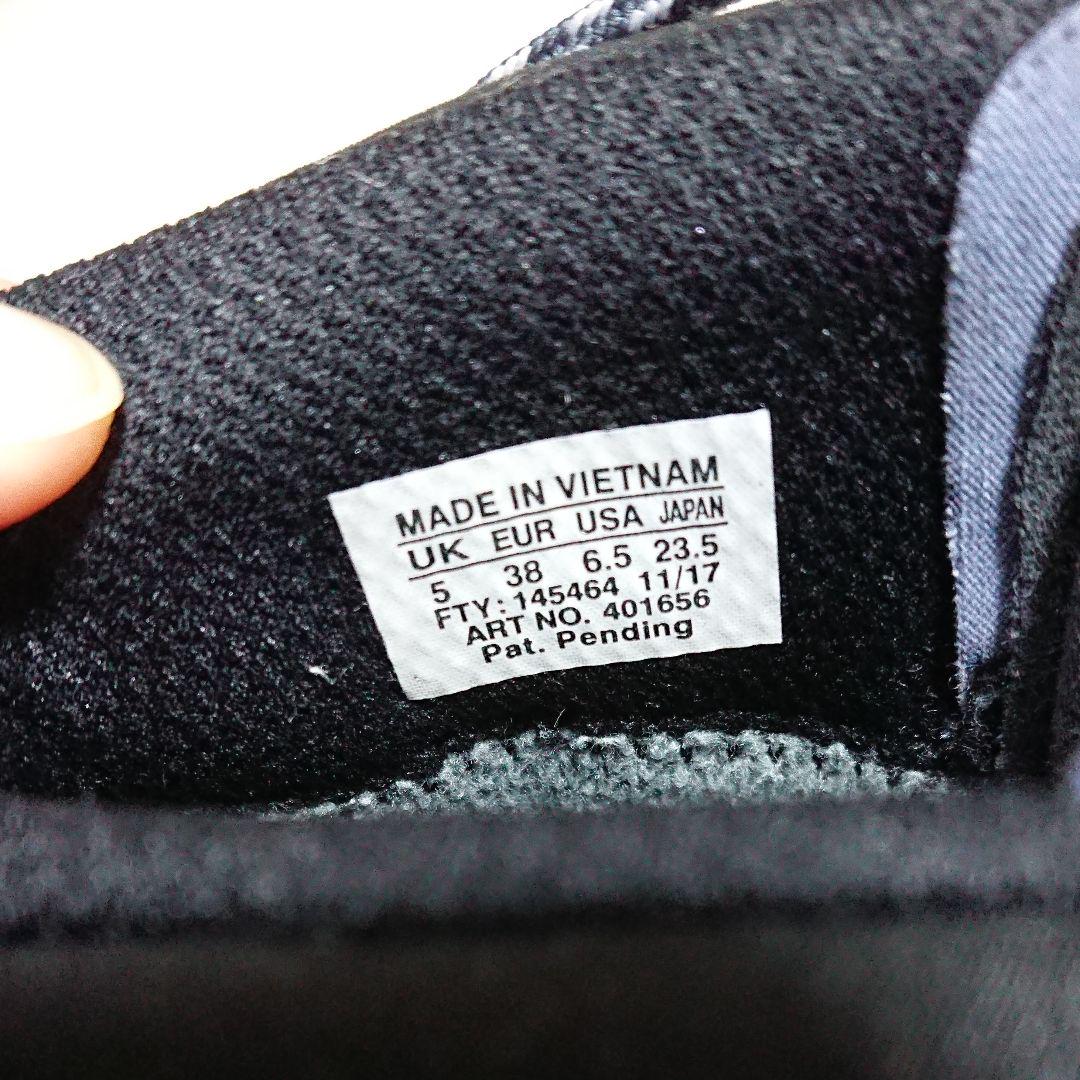 MADE IN VIETNAM
UK EUR USA JAPAN
5 38 6.5 23.5
FTY: 145464 11/17
ART NO. 401656
Pat. Pending